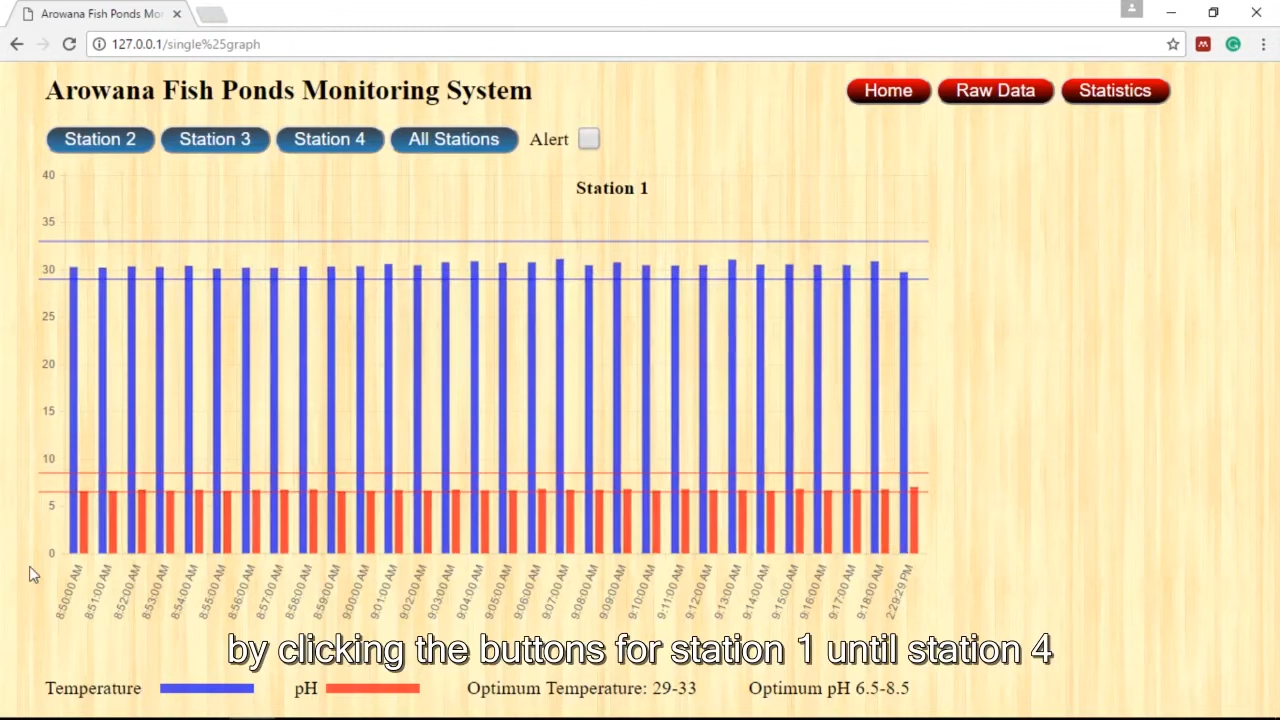 Arowana Fish Ponds Mo
127.0.0.1/single%25graph
Arowana Fish Ponds Monitoring System
Home Raw Data Statistics
Station 2 Station 3 Station 4 All Stations Alert
Station 1
40
35
30
25
20
15
10
5
0
8:50:00 AM 8:51:00 AM 8:52:00 AM 8:53:00 AM 8:54:00 AM 8:55:00 AM 8:56:00 AM 8:57:00 AM 8:58:00 AM 8:59:00 AM 9:00:00 AM 9:01:00 AM 9:02:00 AM 9:03:00 AM 9:04:00 AM 9:05:00 AM 9:06:00 AM 9:07:00 AM 9:08:00 AM 9:09:00 AM 9:10:00 AM 9:11:00 AM 9:12:00 AM 9:13:00 AM 9:14:00 AM 9:15:00 AM 9:16:00 AM 9:17:00 AM 9:18:00 AM 2:29:29 PM
by clicking the buttons for station 1 until station 4
Temperature pH Optimum Temperature: 29-33 Optimum pH 6.5-8.5